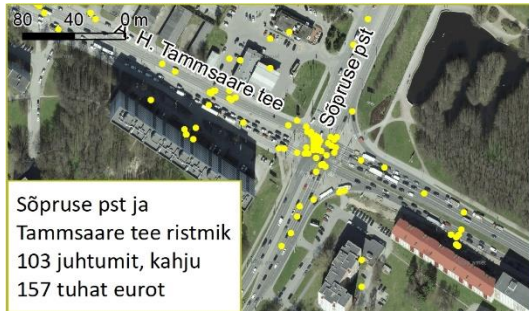 80 40 0 m
A. H. Tammsaare tee
Sõpruse pst
Sõpruse pst ja
Tammsaare tee ristmik
103 juhtumit, kahju
157 tuhat eurot